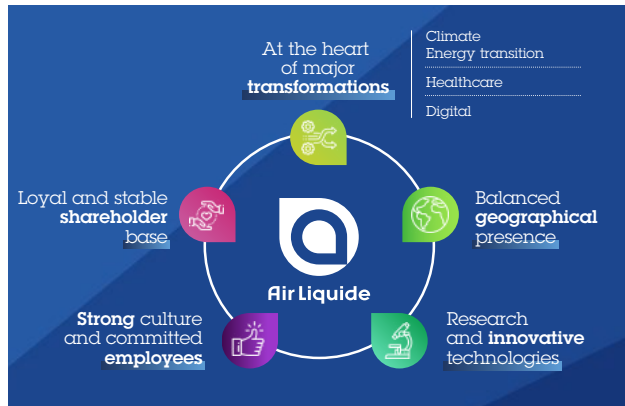 At the heart
of major
transformations
Climate
Energy transition
Healthcare
Digital
Loyal and stable
shareholder
base
Balanced
geographical
presence
Air Liquide
Strong culture
and committed
employees
Research
and innovative
technologies